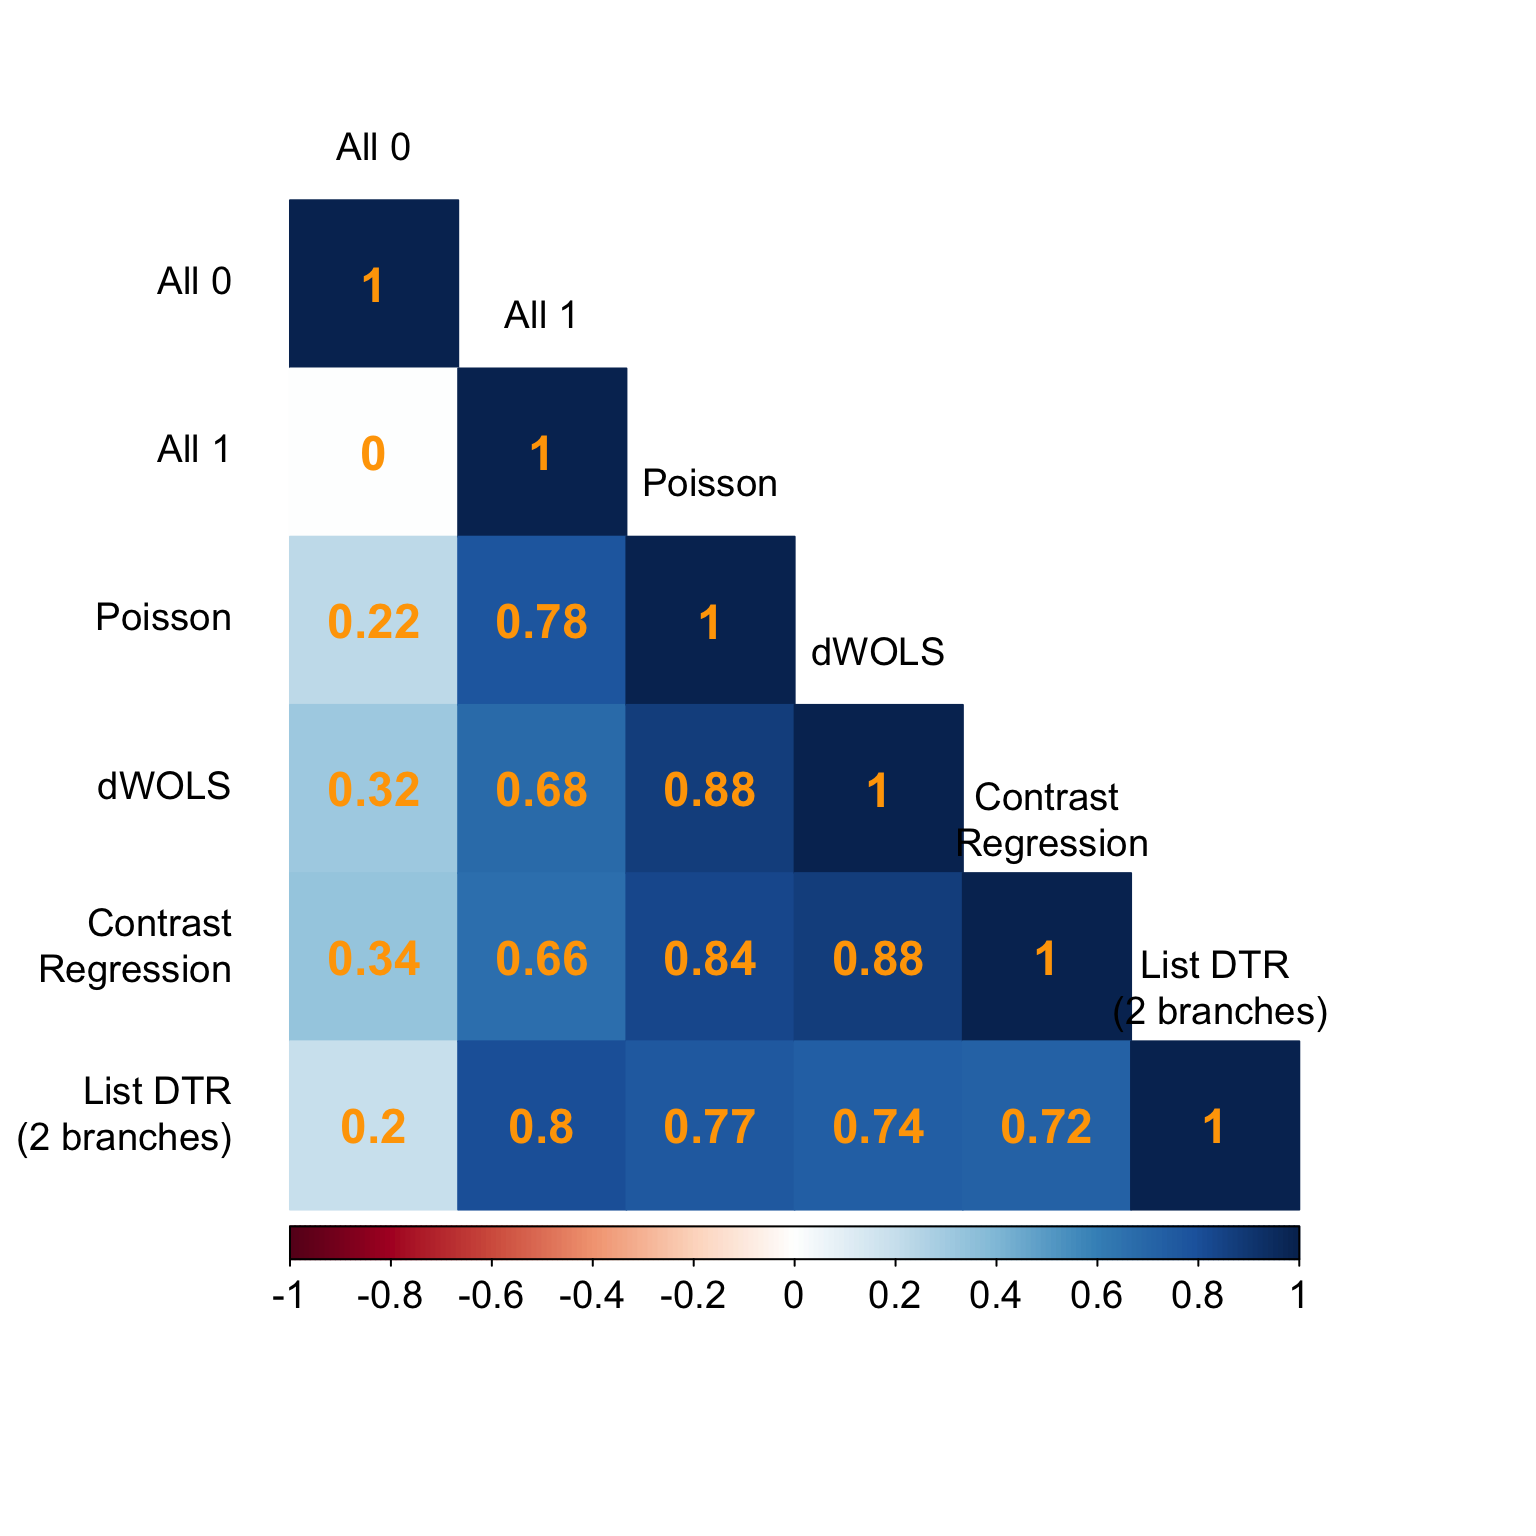 All 0
All 0 1
All 1
All 1 0 1
Poisson
Poisson 0.22 0.78 1
dWOLS
dWOLS 0.32 0.68 0.88 1
Contrast
Regression
Contrast
Regression 0.34 0.66 0.84 0.88 1
List DTR
(2 branches)
List DTR
(2 branches) 0.2 0.8 0.77 0.74 0.72 1
-1 -0.8 -0.6 -0.4 -0.2 0 0.2 0.4 0.6 0.8 1